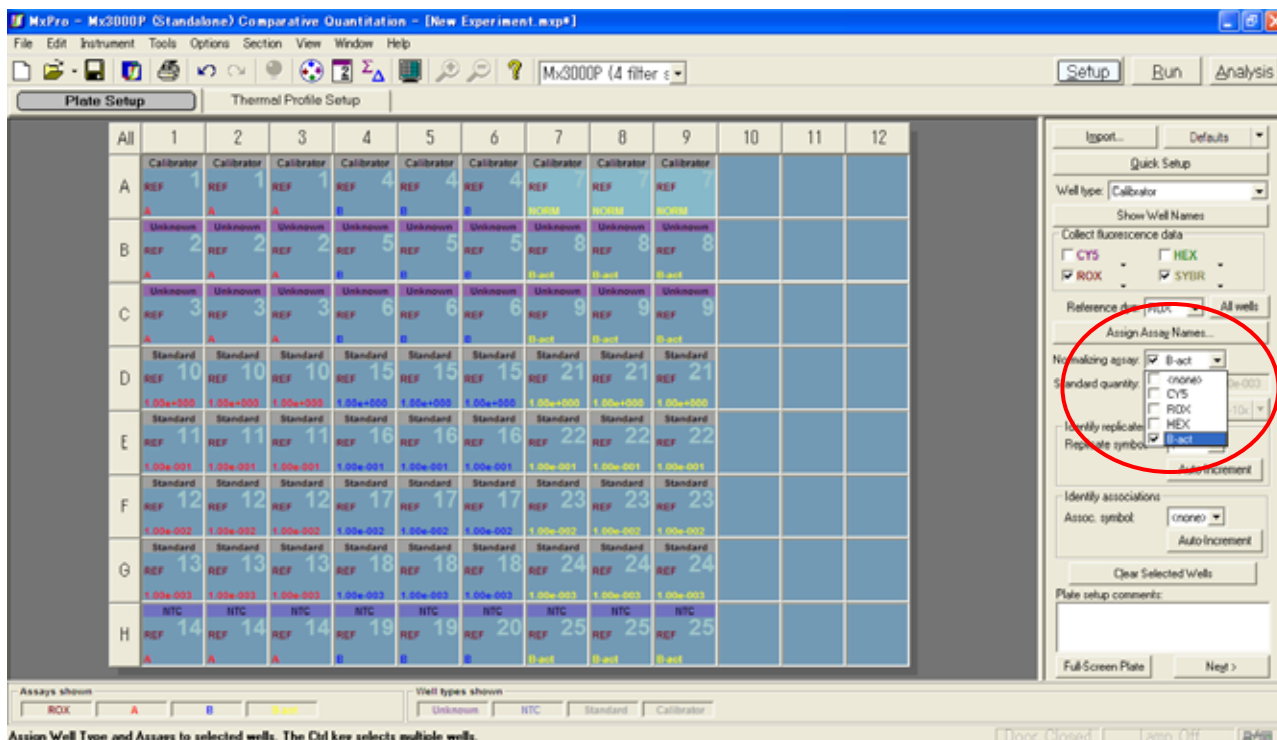 MxPro - Mx3000P (Standalone) Comparative Quantitation - [New Experiment.mxp*]
File Edit Instrument Tools Options Section View Window Help
Mx3000P (4 filter s
Setup Run Analysis
Plate Setup Thermal Profile Setup
All 1 2 3 4 5 6 7 8 9 10 11 12
Calibrator Calibrator Calibrator Calibrator Calibrator Calibrator Calibrator Calibrator Calibrator
A REF 1 REF 1 REF 1 REF 4 REF 4 REF 4 REF 7 REF 7 REF 7
A A A B B B NORM NORM NORM
Unknown Unknown Unknown Unknown Unknown Unknown Unknown Unknown Unknown
B REF 2 REF 2 REF 2 REF 5 REF 5 REF 5 REF 8 REF 8 REF 8
A A A B B B B-act B-act B-act
Unknown Unknown Unknown Unknown Unknown Unknown Unknown Unknown Unknown
C REF 3 REF 3 REF 3 REF 6 REF 6 REF 6 REF 9 REF 9 REF 9
A A A B B B B-act B-act B-act
Standard Standard Standard Standard Standard Standard Standard Standard Standard
D REF 10 REF 10 REF 10 REF 15 REF 15 REF 15 REF 21 REF 21 REF 21
1.00e+000 1.00e+000 1.00e+000 1.00e+000 1.00e+000 1.00e+000 1.00e+000 1.00e+000 1.00e+000
Standard Standard Standard Standard Standard Standard Standard Standard Standard
E REF 11 REF 11 REF 11 REF 16 REF 16 REF 16 REF 22 REF 22 REF 22
1.00e-001 1.00e-001 1.00e-001 1.00e-001 1.00e-001 1.00e-001 1.00e-001 1.00e-001 1.00e-001
Standard Standard Standard Standard Standard Standard Standard Standard Standard
F REF 12 REF 12 REF 12 REF 17 REF 17 REF 17 REF 23 REF 23 REF 23
1.00e-002 1.00e-002 1.00e-002 1.00e-002 1.00e-002 1.00e-002 1.00e-002 1.00e-002 1.00e-002
Standard Standard Standard Standard Standard Standard Standard Standard Standard
G REF 13 REF 13 REF 13 REF 18 REF 18 REF 18 REF 24 REF 24 REF 24
1.00e-003 1.00e-003 1.00e-003 1.00e-003 1.00e-003 1.00e-003 1.00e-003 1.00e-003 1.00e-003
NTC NTC NTC NTC NTC NTC NTC NTC NTC
H REF 14 REF 14 REF 14 REF 19 REF 19 REF 20 REF 25 REF 25 REF 25
A A A B B B B-act B-act B-act
Import... Defaults
Quick Setup
Well type: Calibrator
Show Well Names
Collect fluorescence data
CY5 HEX
ROX SYBR
Reference dye: ROX All wells
Assign Assay Names...
Normalizing assay: B-act
<none>
Standard quantity: 0e-003
CY5
ROX
HEX
Identify replicates
B-act
Replicate symbol:
Auto Increment
Identify associations
Assoc. symbol: <none>
Auto Increment
Clear Selected Wells
Plate setup comments:
Full-Screen Plate Next >
Assays shown
ROX A B B-act
Well types shown
Unknown NTC Standard Calibrator
Assign Well Type and Assays to selected wells. The Ctrl key selects multiple wells.
Door Closed Lamp Off